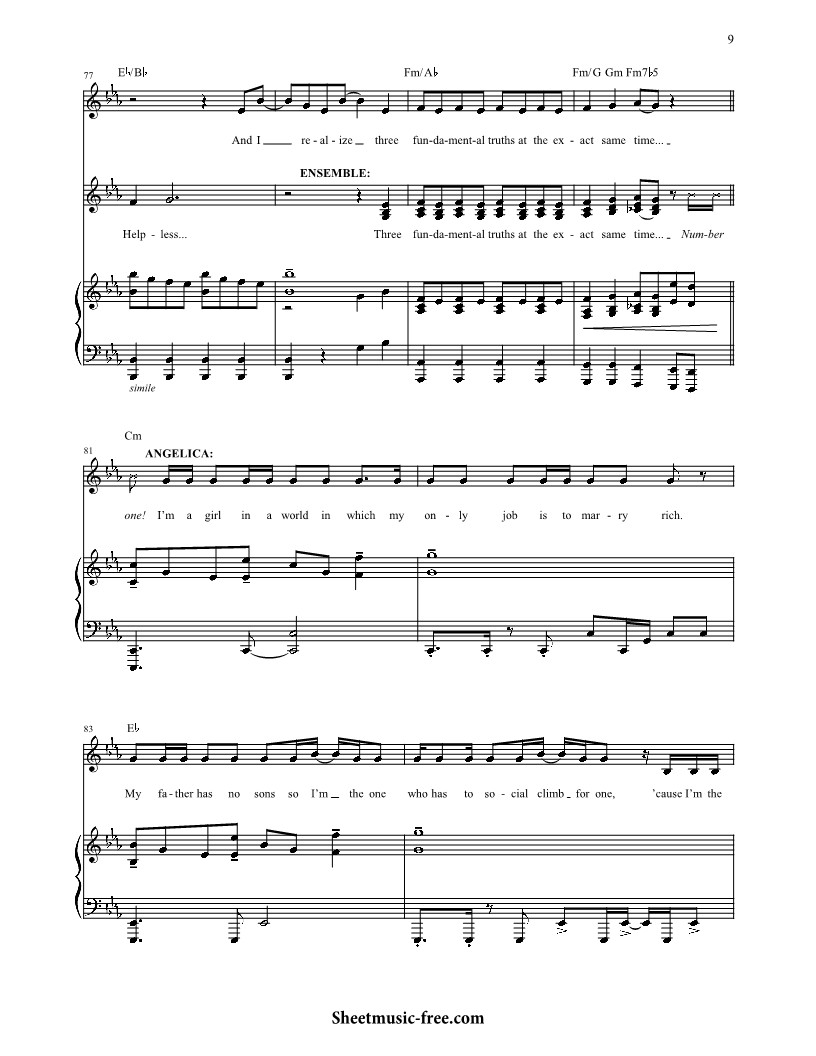 9
77 E♭/B♭ Fm/A♭ Fm/G Gm Fm7♭5
And I re - al - ize three fun-da-ment-al truths at the ex - act same time...
ENSEMBLE:
Help - less... Three fun-da-ment-al truths at the ex - act same time... Num-ber
simile
Cm
81 ANGELICA:
one! I'm a girl in a world in which my on - ly job is to mar - ry rich.
83 E♭
My fa - ther has no sons so I'm the one who has to so - cial climb for one, 'cause I'm the
Sheetmusic-free.com